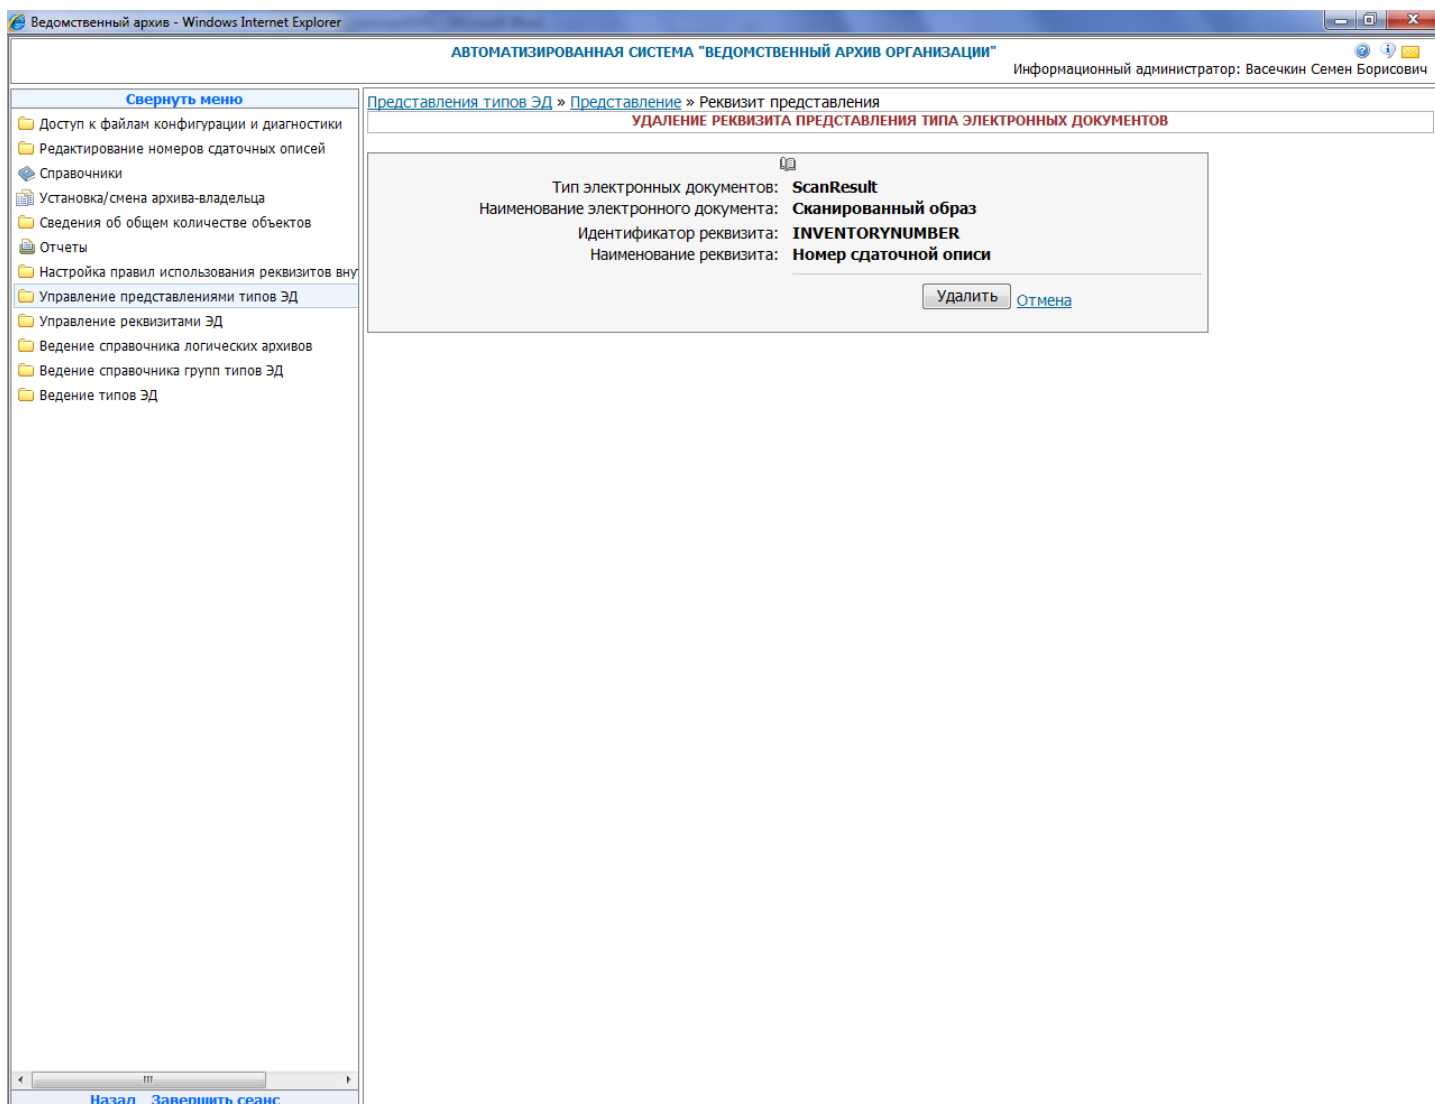 Ведомственный архив - Windows Internet Explorer
АВТОМАТИЗИРОВАННАЯ СИСТЕМА "ВЕДОМСТВЕННЫЙ АРХИВ ОРГАНИЗАЦИИ"
Информационный администратор: Васечкин Семен Борисович
Свернуть меню
Доступ к файлам конфигурации и диагностики
Редактирование номеров сдаточных описей
Справочники
Установка/смена архива-владельца
Сведения об общем количестве объектов
Отчеты
Настройка правил использования реквизитов вну
Управление представлениями типов ЭД
Управление реквизитами ЭД
Ведение справочника логических архивов
Ведение справочника групп типов ЭД
Ведение типов ЭД
Назад Завершить сеанс
Представления типов ЭД » Представление » Реквизит представления
УДАЛЕНИЕ РЕКВИЗИТА ПРЕДСТАВЛЕНИЯ ТИПА ЭЛЕКТРОННЫХ ДОКУМЕНТОВ
Тип электронных документов: ScanResult
Наименование электронного документа: Сканированный образ
Идентификатор реквизита: INVENTORYNUMBER
Наименование реквизита: Номер сдаточной описи
Удалить Отмена